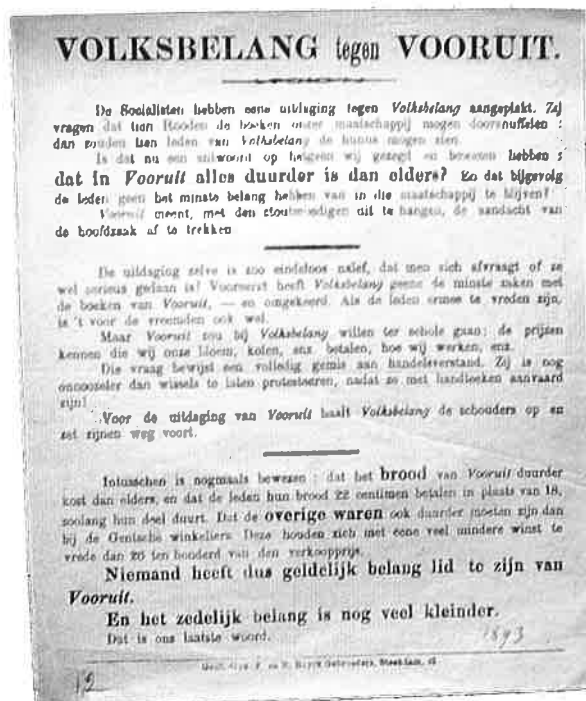 VOLKSBELANG tegen VOORUIT.
De Socialisten hebben eene uitdaging tegen Volksbelang aangeplakt. Zij
vragen dat hun Rooden de boeken onzer maatschappij mogen doorsnuffelen :
dan zouden hen leden van Volksbelang de hunne mogen zien.
Is dat nu een antwoord op hetgeen wij gezegd en bewezen hebben :
dat in Vooruit alles duurder is dan elders? En dat bijgevolg
de leden geen het minste belang hebben van in die maatschappij te blijven?
Vooruit meent, met den uit te hangen, de aandacht van
de hoofdzaak af te trekken
De uitdaging zelve is zoo eindeloos naïef, dat men zich afvraagt of ze
wel serieus gedaan is! Vooreerst heeft Volksbelang geene de minste zaken met
de boeken van Vooruit, — en omgekeerd. Als de leden ermee te vreden zijn,
is 't voor de vreemden ook wel.
Maar Vooruit zou bij Volksbelang willen ter schole gaan: de prijzen
kennen die wij onze bloem, kolen, enz. betalen, hoe wij werken, enz.
Die vraag bewijst een volledig gemis aan handelsverstand. Zij is nog
onnoozeler dan wissels te laten protesteeren, nadat ze met handteeken aanvaard
zijn!
Voor de uitdaging van Vooruit haalt Volksbelang de schouders op en
zet zijnen weg voort.
Intusschen is nogmaals bewezen : dat het brood van Vooruit duurder
kost dan elders, en dat de leden hun brood 22 centimen betalen in plaats van 18,
zoolang hun deel duurt. Dat de overige waren ook duurder moeten zijn dan
bij de Gentsche winkeliers. Deze houden zich met eene veel mindere winst te
vrede dan 26 ten honderd van den verkoopprijs.
Niemand heeft dus geldelijk belang lid te zijn van
Vooruit.
En het zedelijk belang is nog veel kleinder.
Dat is ons laatste woord.
1893
12